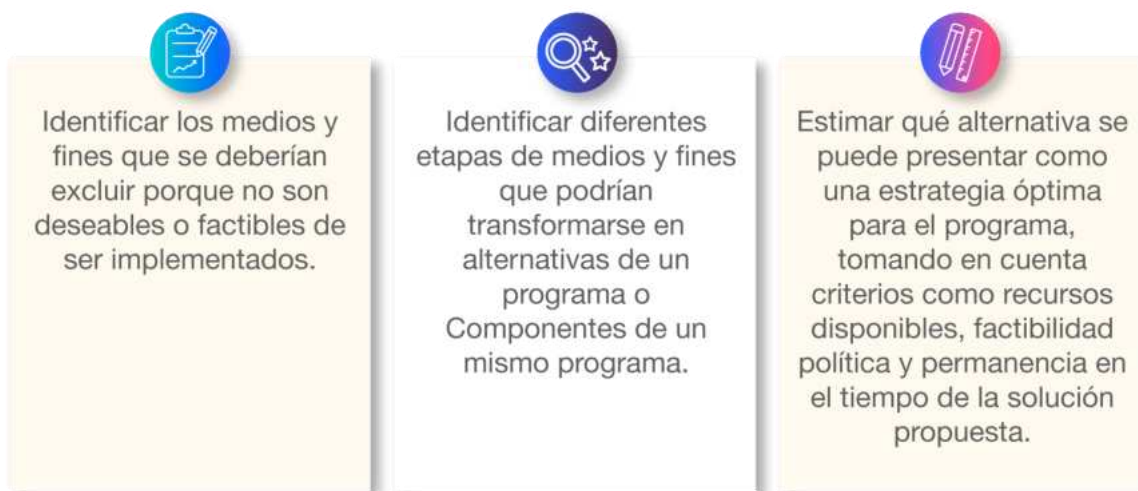 Identificar los medios y
fines que se deberían
excluir porque no son
deseables o factibles de
ser implementados.
Identificar diferentes
etapas de medios y fines
que podrían
transformarse en
alternativas de un
programa o
Componentes de un
mismo programa.
Estimar qué alternativa se
puede presentar como
una estrategia óptima
para el programa,
tomando en cuenta
criterios como recursos
disponibles, factibilidad
política y permanencia en
el tiempo de la solución
propuesta.